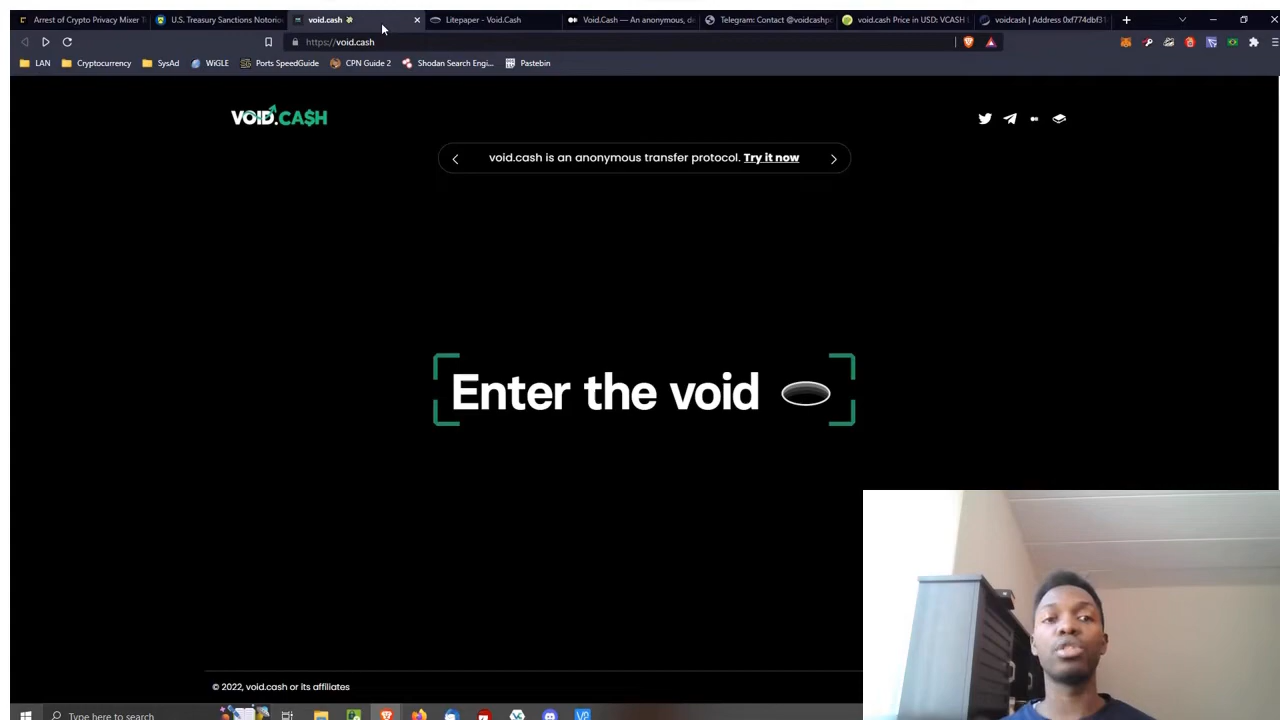 Arrest of Crypto Privacy Mixer T
U.S. Treasury Sanctions Notorio
void.cash
Litepaper - Void.Cash
Void.Cash — An anonymous, de
Telegram: Contact @voidcashpo
void.cash Price in USD: VCASH L
voidcash | Address 0xf774dbf31
https://void.cash
LAN
Cryptocurrency
SysAd
WiGLE
Ports SpeedGuide
CPN Guide 2
Shodan Search Engi...
Pastebin
VOID.CA$H
void.cash is an anonymous transfer protocol. Try it now
Enter the void
© 2022, void.cash or its affiliates
Type here to search